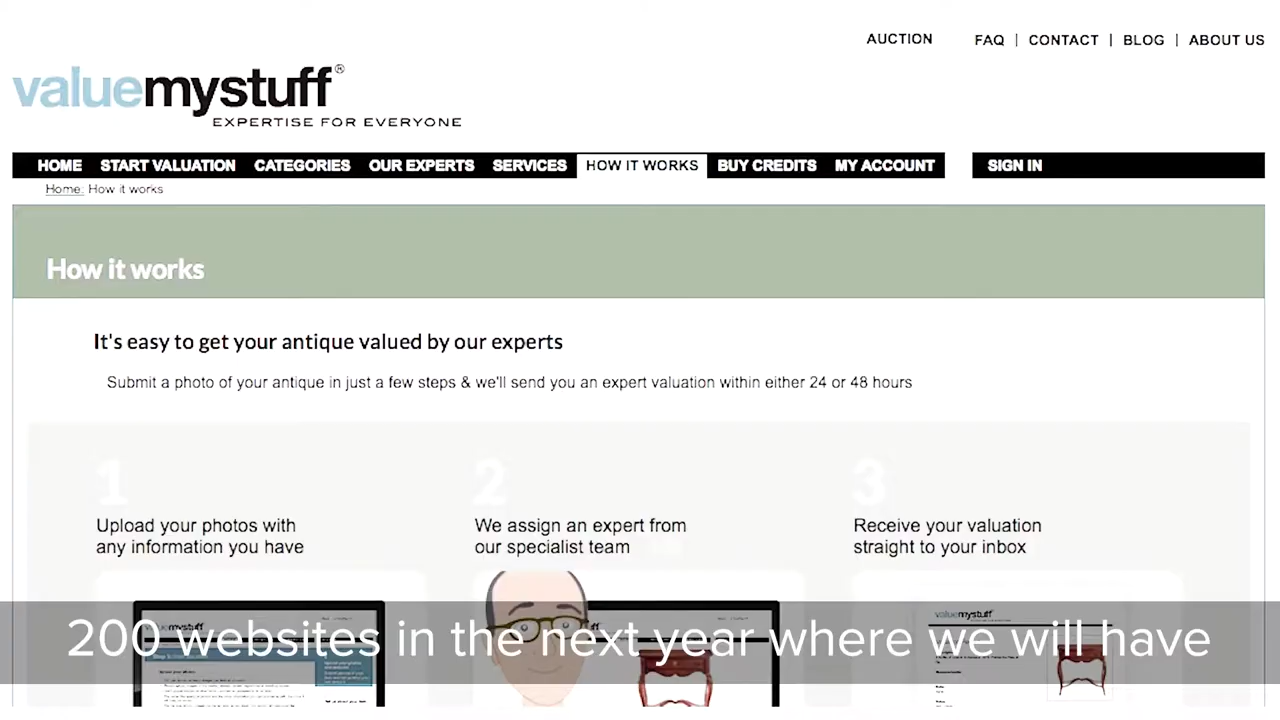 AUCTION FAQ | CONTACT | BLOG | ABOUT US
valuemystuff®
EXPERTISE FOR EVERYONE
HOME START VALUATION CATEGORIES OUR EXPERTS SERVICES HOW IT WORKS BUY CREDITS MY ACCOUNT SIGN IN
Home: How it works
How it works
It's easy to get your antique valued by our experts
Submit a photo of your antique in just a few steps & we'll send you an expert valuation within either 24 or 48 hours
1 2 3
Upload your photos with
any information you have
We assign an expert from
our specialist team
Receive your valuation
straight to your inbox
valuemystuff
200 websites in the next year where we will have